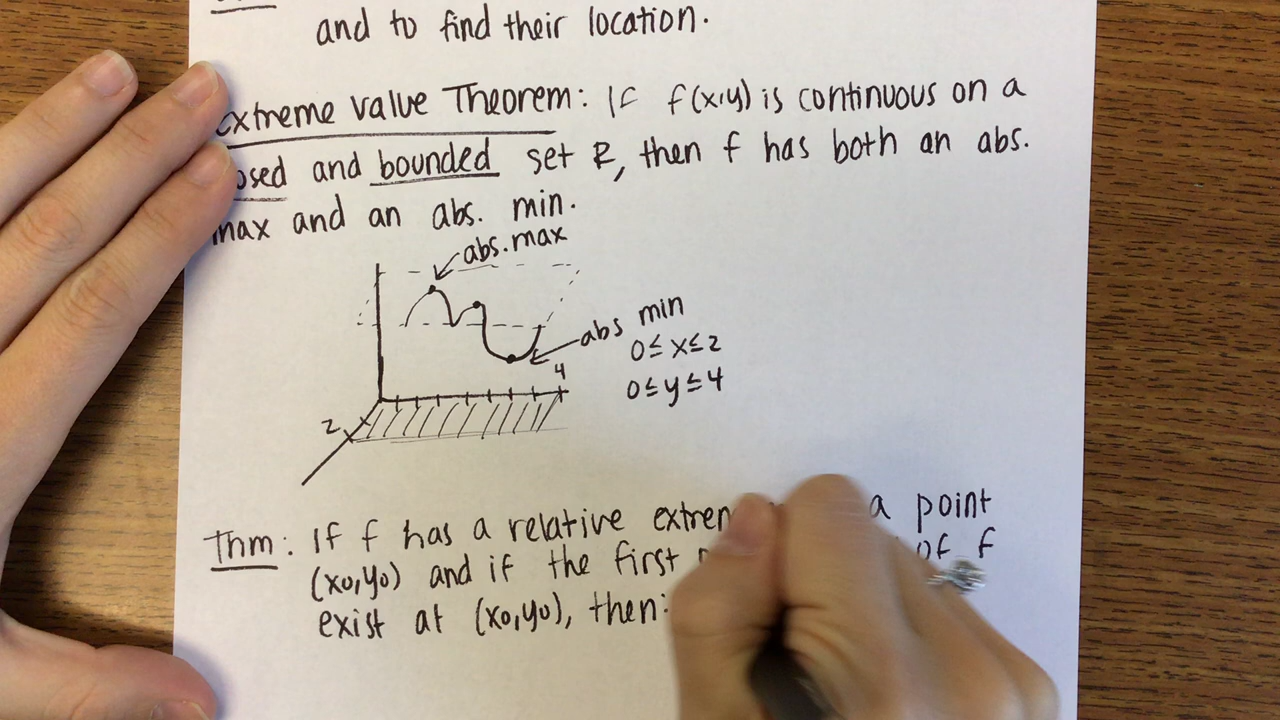 and to find their location.
Extreme value Theorem: If f(x,y) is continuous on a
osed and bounded set R, then f has both an abs.
max and an abs. min.
abs. max
abs min
0≤x≤2
0≤y≤4
4
2
Thm: If f has a relative extrem a point
(x₀,y₀) and if the first of f
exist at (x₀,y₀), then: